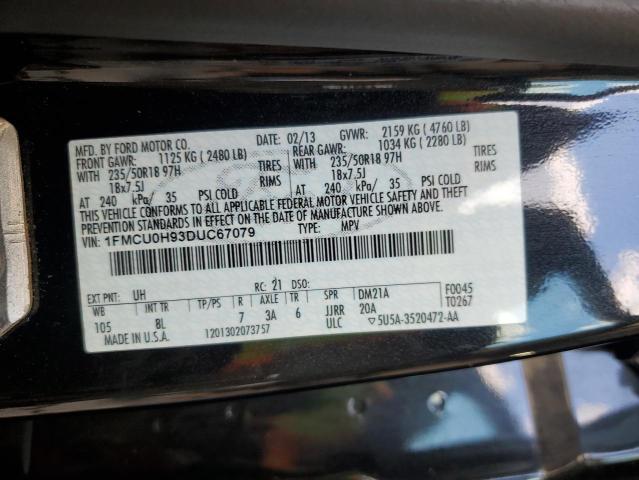 MFD. BY FORD MOTOR CO.
DATE: 02/13 GVWR: 2159 KG ( 4760 LB)
FRONT GAWR: 1125 KG ( 2480 LB) REAR GAWR: 1034 KG ( 2280 LB)
WITH 235/50R18 97H TIRES WITH 235/50R18 97H TIRES
18x7.5J RIMS 18x7.5J RIMS
AT 240 kPa/ 35 PSI COLD AT 240 kPa/ 35 PSI COLD
THIS VEHICLE CONFORMS TO ALL APPLICABLE FEDERAL MOTOR VEHICLE SAFETY AND THEFT
PREVENTION STANDARDS IN EFFECT ON THE DATE OF MANUFACTURE SHOWN ABOVE.
VIN: 1FMCU0H93DUC67079 TYPE: MPV
EXT PNT: UH RC: 21 DSO: F0045
WB INT TR TP/PS R AXLE TR SPR DM21A T0267
105 BL 7 3A 6 JJRR 20A
MADE IN U.S.A. 1201302073757 ULC ▽5U5A-3520472-AA